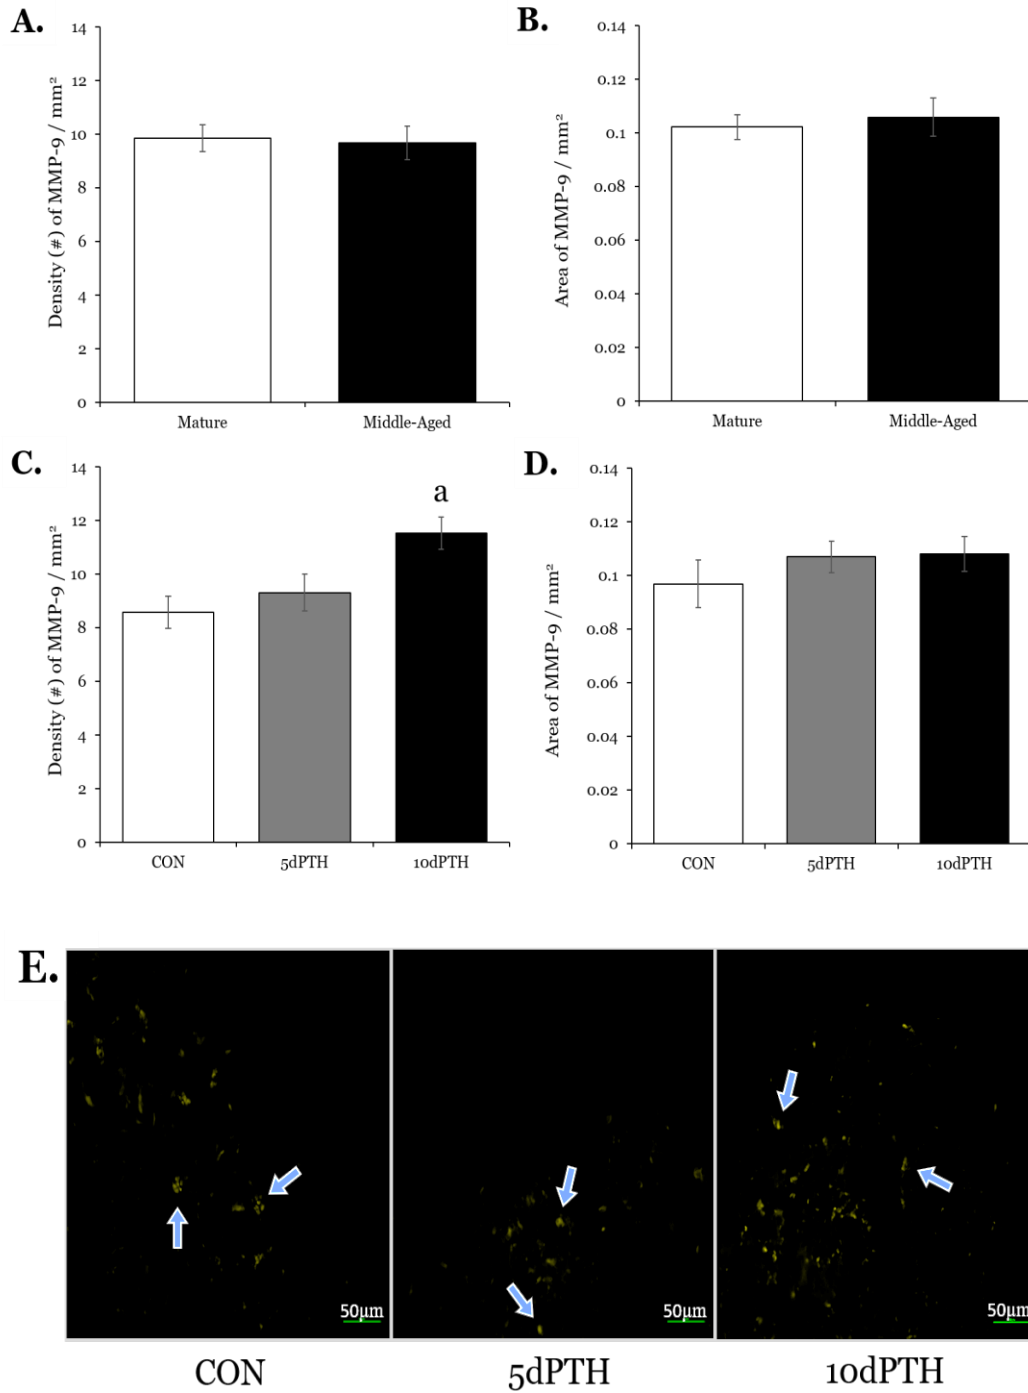 A.
Density (#) of MMP-9 / mm²
14
12
10
8
6
4
2
0
Mature
Middle-Aged
B.
Area of MMP-9 / mm²
0.14
0.12
0.1
0.08
0.06
0.04
0.02
0
Mature
Middle-Aged
C.
Density (#) of MMP-9 / mm²
14
12
10
8
6
4
2
0
a
CON
5dPTH
10dPTH
D.
Area of MMP-9 / mm²
0.14
0.12
0.1
0.08
0.06
0.04
0.02
0
CON
5dPTH
10dPTH
E.
50µm
50µm
50µm
CON
5dPTH
10dPTH